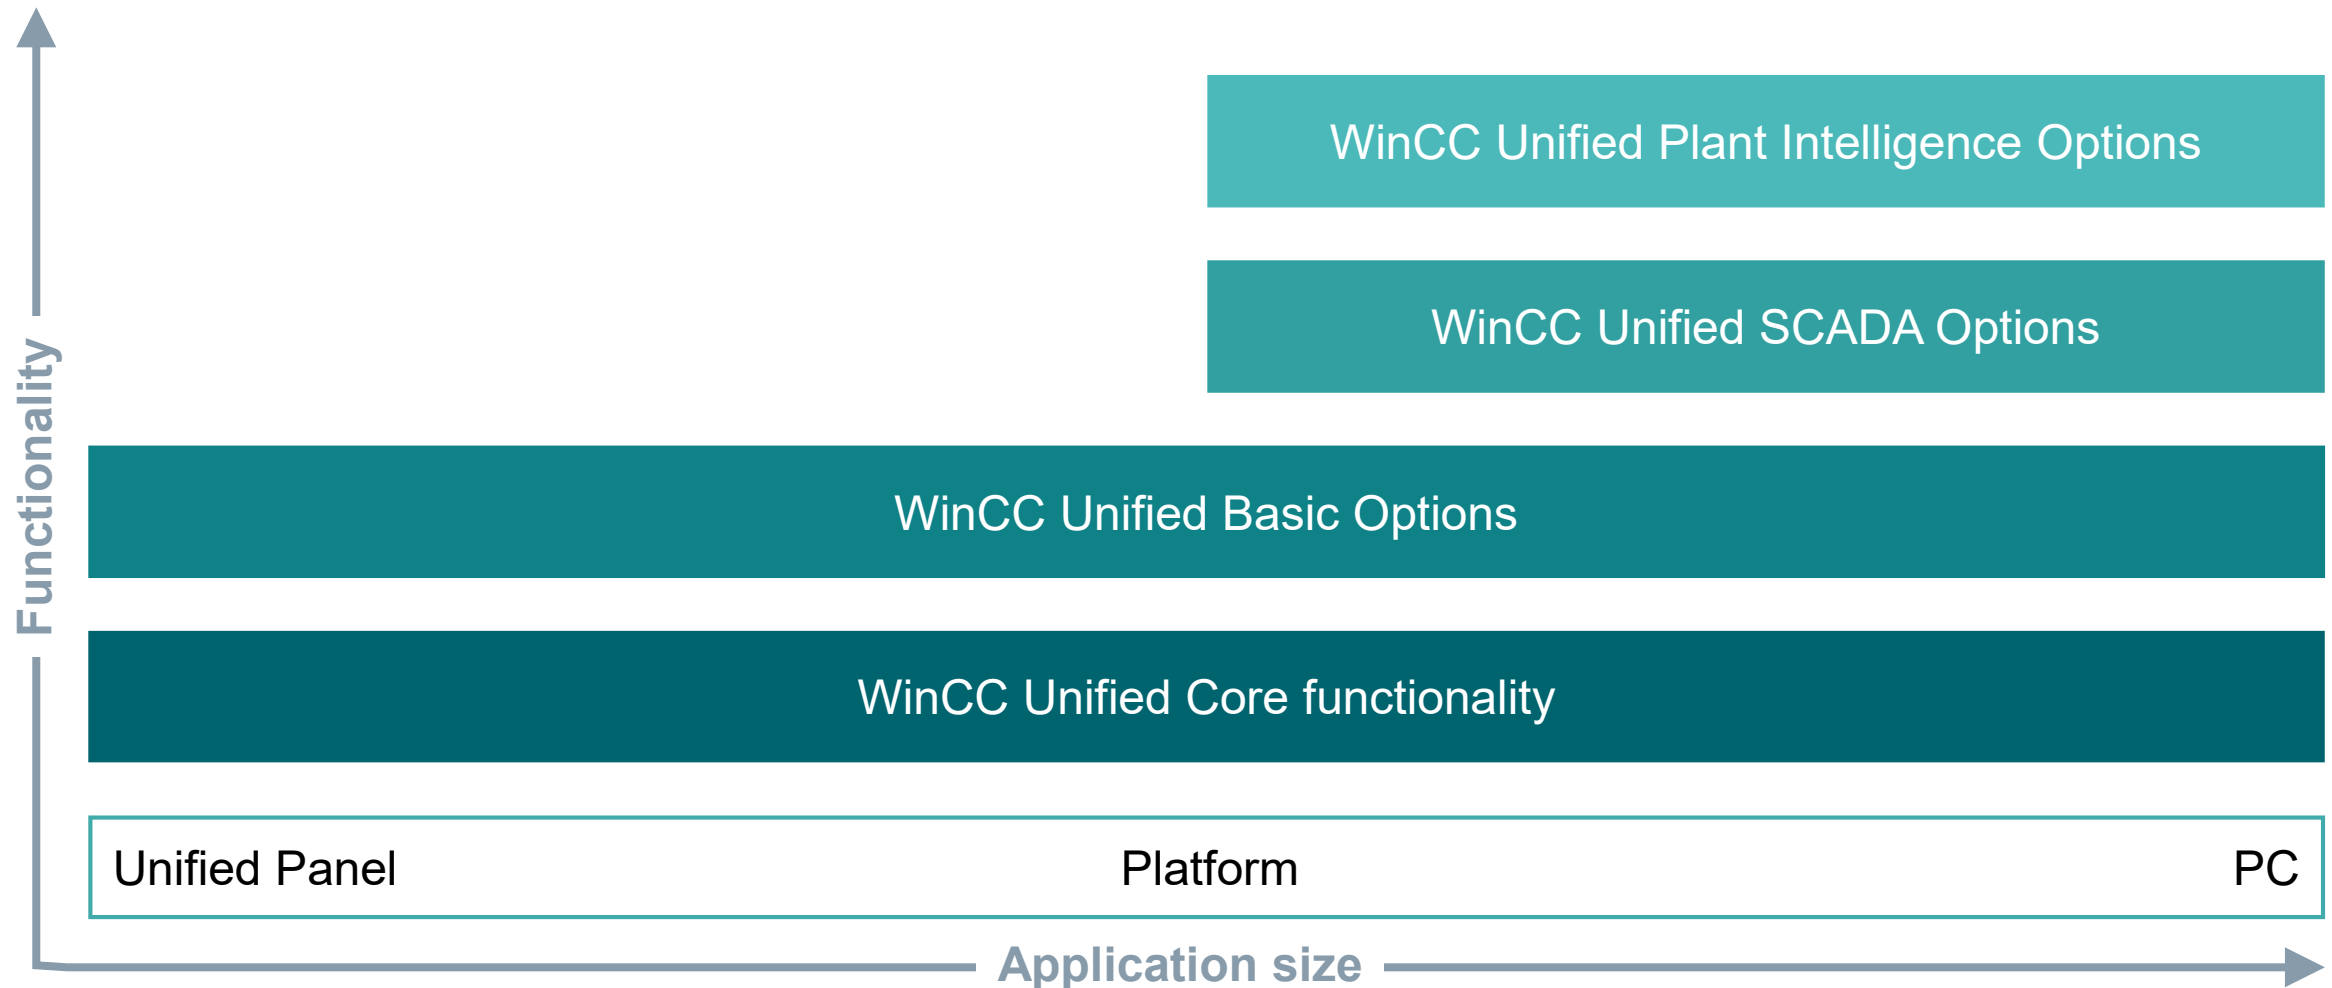 WinCC Unified Plant Intelligence Options
WinCC Unified SCADA Options
WinCC Unified Basic Options
WinCC Unified Core functionality
Unified Panel Platform PC
Functionality
Application size